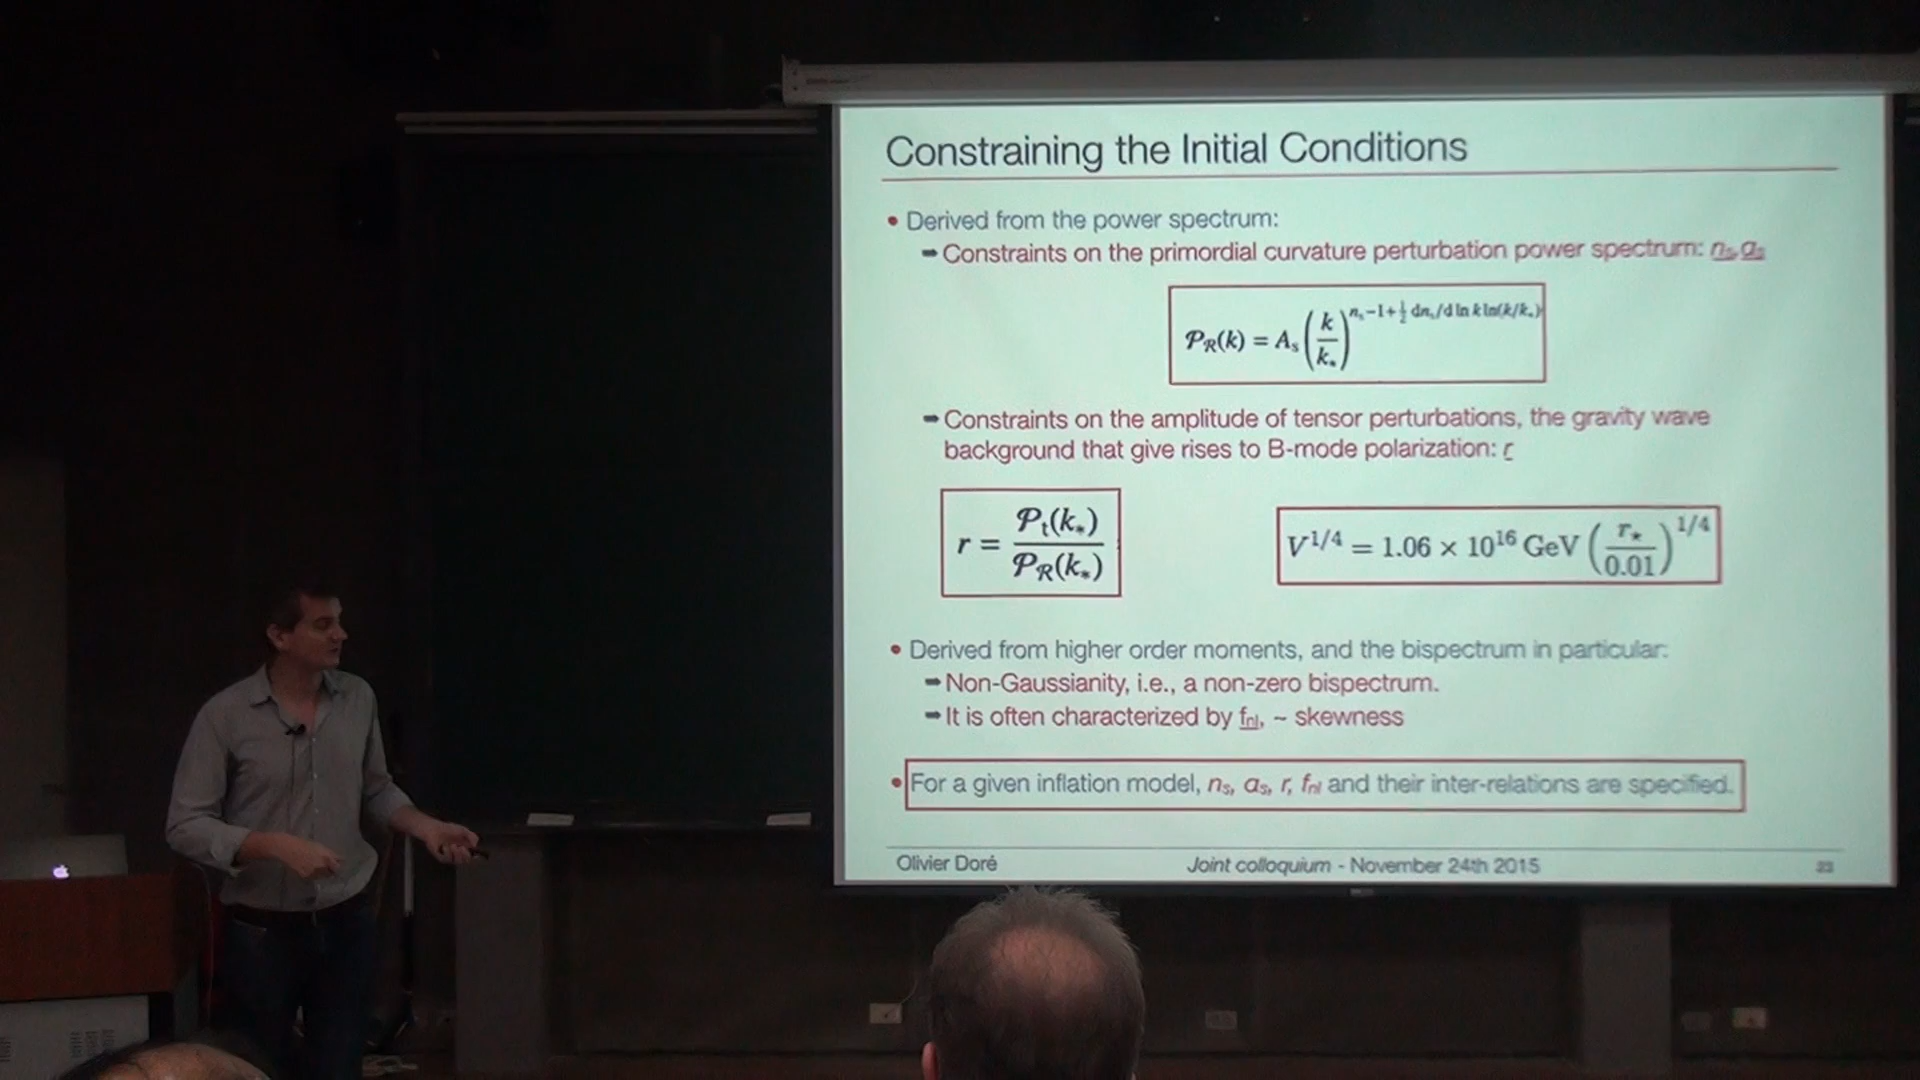 Constraining the Initial Conditions
• Derived from the power spectrum:
➡ Constraints on the primordial curvature perturbation power spectrum: nₛ, αₛ
𝒫_ℛ(k) = Aₛ (k/k*)^{nₛ−1+½ dnₛ/d ln k ln(k/k*)}
➡ Constraints on the amplitude of tensor perturbations, the gravity wave
background that give rises to B-mode polarization: r
r = 𝒫ₜ(k*) / 𝒫_ℛ(k*)
V^{1/4} = 1.06 × 10^{16} GeV (r⋆/0.01)^{1/4}
• Derived from higher order moments, and the bispectrum in particular:
➡ Non-Gaussianity, i.e., a non-zero bispectrum.
➡ It is often characterized by fnl, ~ skewness
• For a given inflation model, nₛ, αₛ, r, fnl and their inter-relations are specified.
Olivier Doré Joint colloquium - November 24th 2015